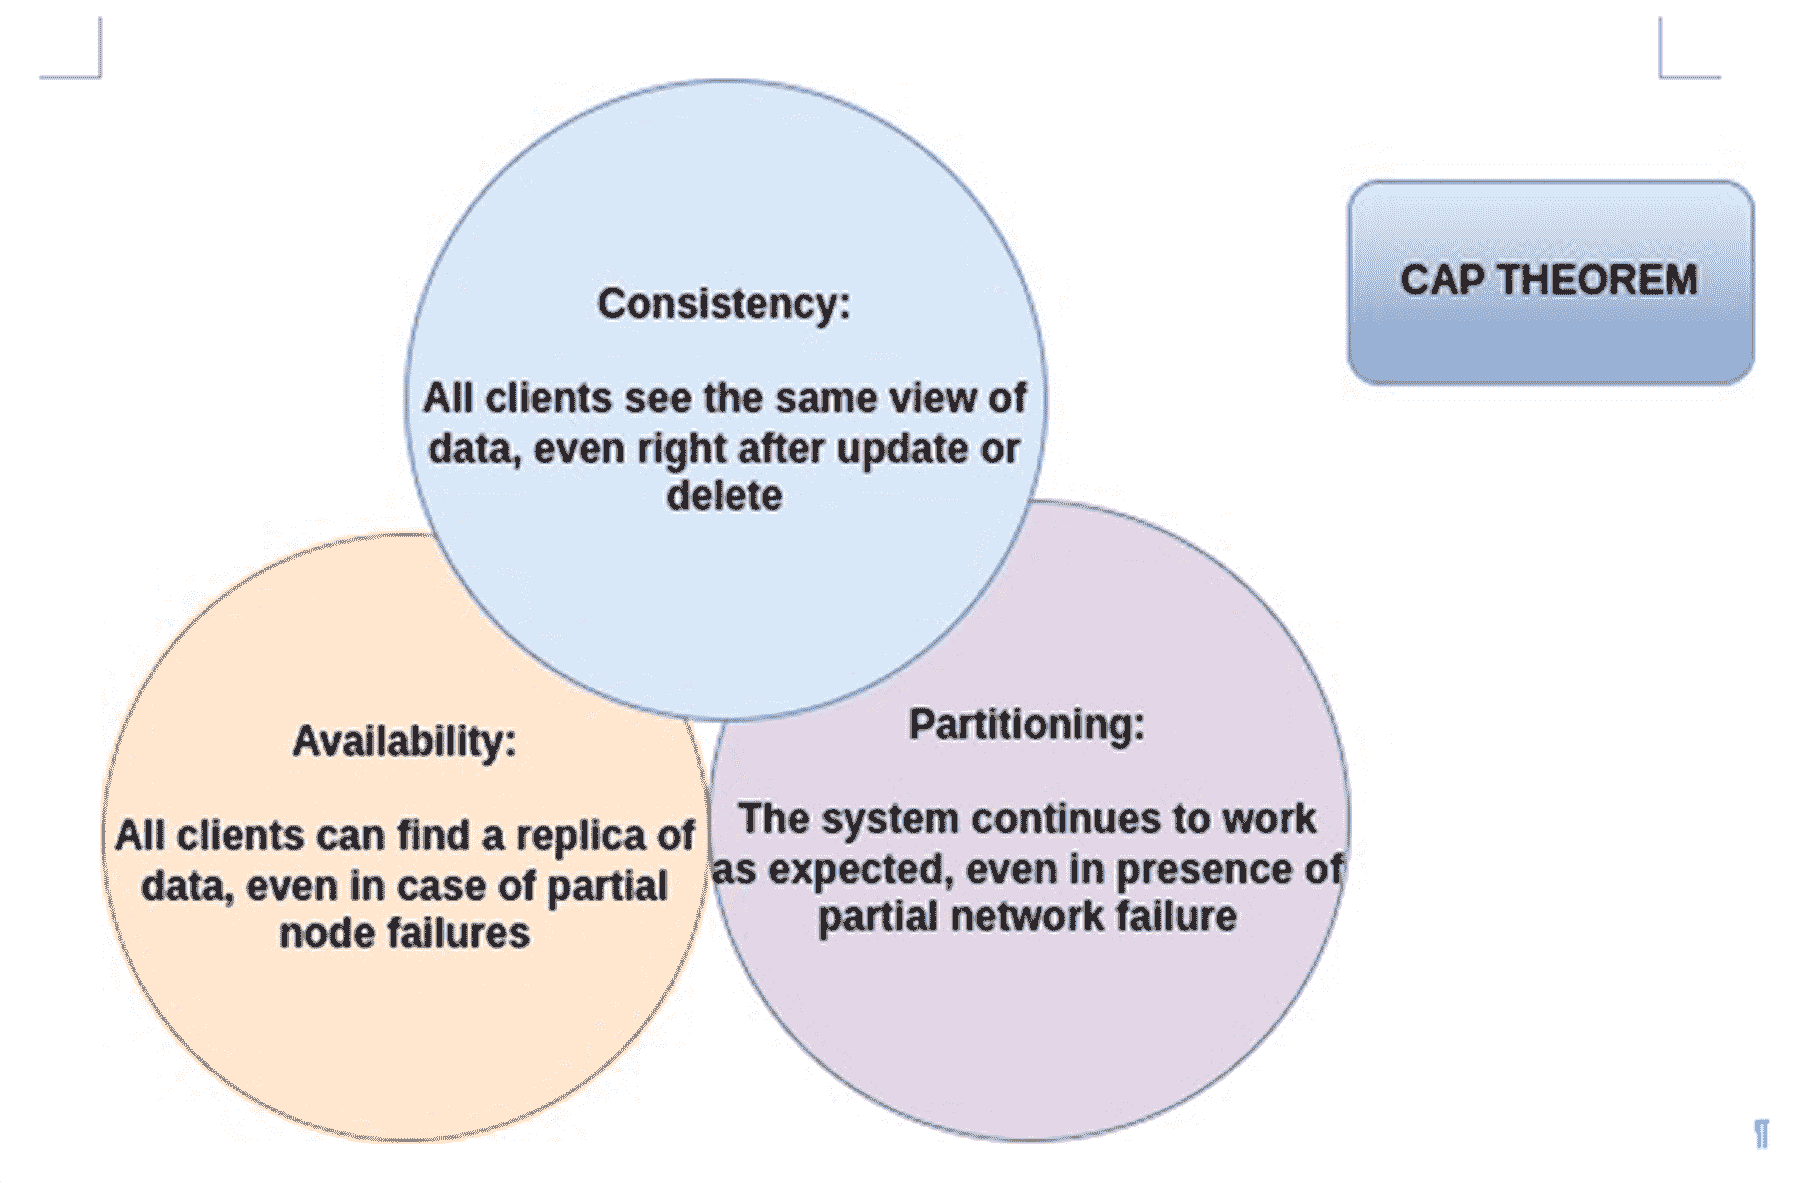 CAP THEOREM
Consistency:
All clients see the same view of
data, even right after update or
delete
Availability:
All clients can find a replica of
data, even in case of partial
node failures
Partitioning:
The system continues to work
as expected, even in presence of
partial network failure
¶